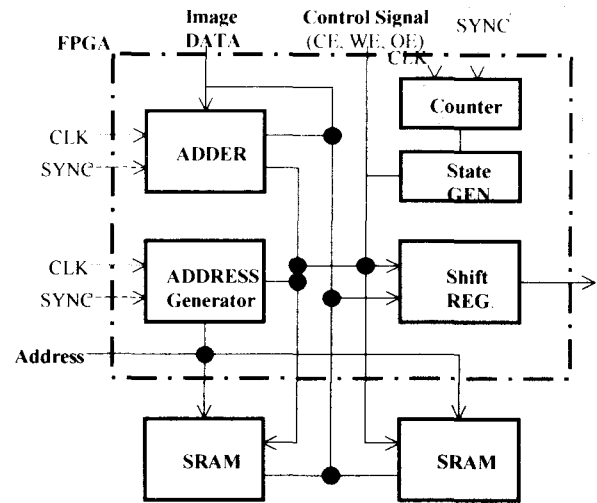 Image
DATA
Control Signal
(CE, WE, OE)
SYNC
FPGA
CLK
Counter
CLK
SYNC
ADDER
State
GEN.
CLK
SYNC
ADDRESS
Generator
Shift
REG.
Address
SRAM
SRAM